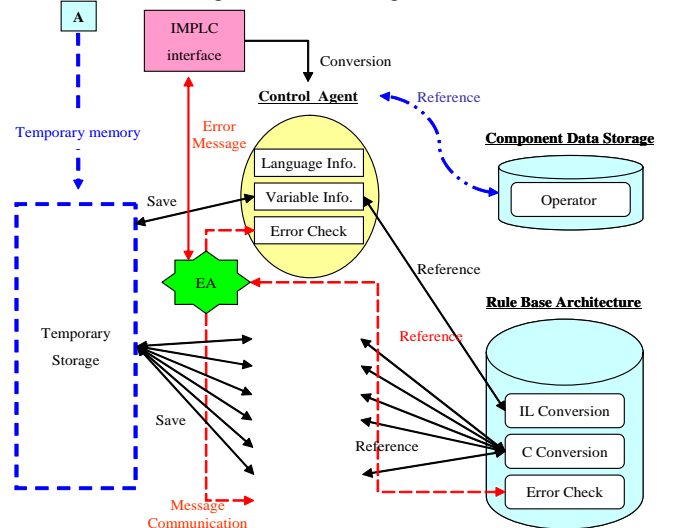 A
IMPLC
interface
Conversion
Control Agent
Reference
Temporary memory
Error
Message
Component Data Storage
Language Info.
Save
Variable Info.
Operator
Error Check
Reference
EA
Rule Base Architecture
Temporary
Storage
Reference
IL Conversion
Save
Reference
C Conversion
Error Check
Message
Communication